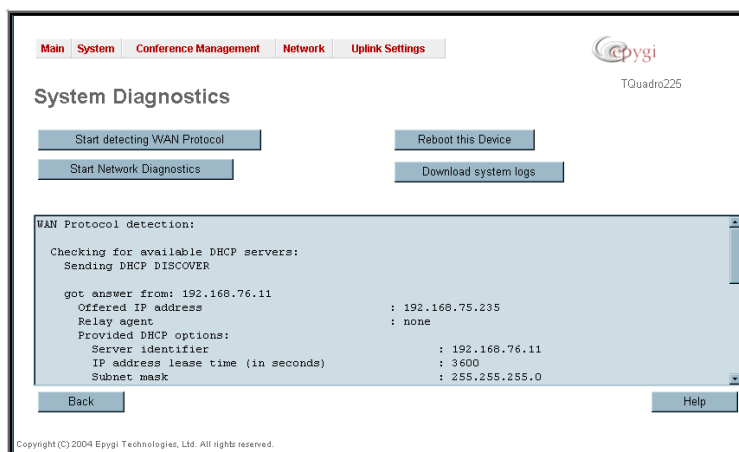 Main System Conference Management Network Uplink Settings
epygi
TQuadro225
System Diagnostics
Start detecting WAN Protocol Reboot this Device
Start Network Diagnostics Download system logs
WAN Protocol detection:
Checking for available DHCP servers:
Sending DHCP DISCOVER
got answer from: 192.168.76.11
Offered IP address : 192.168.75.235
Relay agent : none
Provided DHCP options:
Server identifier : 192.168.76.11
IP address lease time (in seconds) : 3600
Subnet mask : 255.255.255.0
Back Help
Copyright (C) 2004 Epygi Technologies, Ltd. All rights reserved.